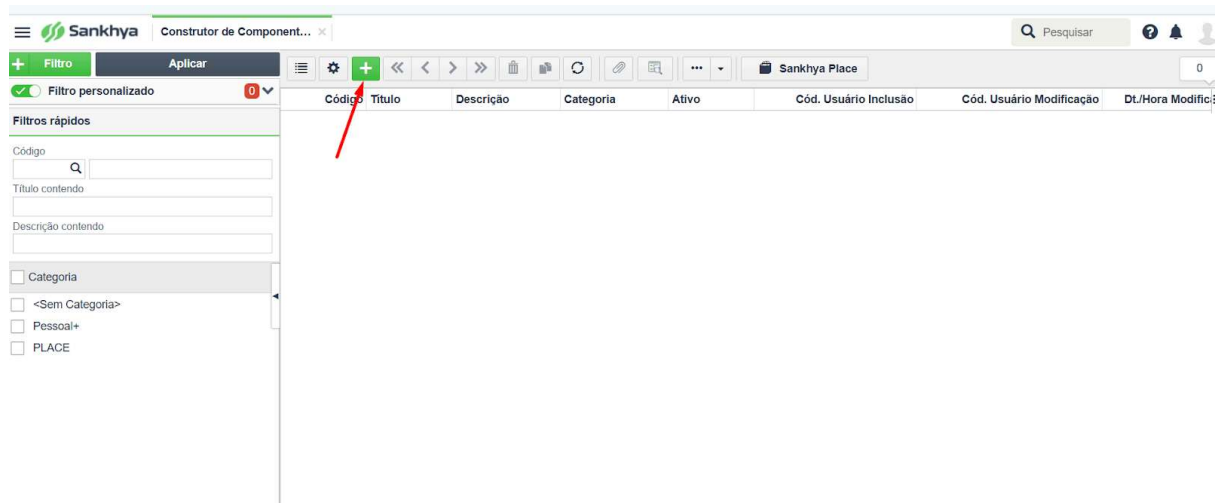 Sankhya Construtor de Component... × Pesquisar
+ Filtro Aplicar Sankhya Place 0
Filtro personalizado 0
Código Título Descrição Categoria Ativo Cód. Usuário Inclusão Cód. Usuário Modificação Dt./Hora Modific
Filtros rápidos
Código
Título contendo
Descrição contendo
Categoria
<Sem Categoria>
Pessoal+
PLACE